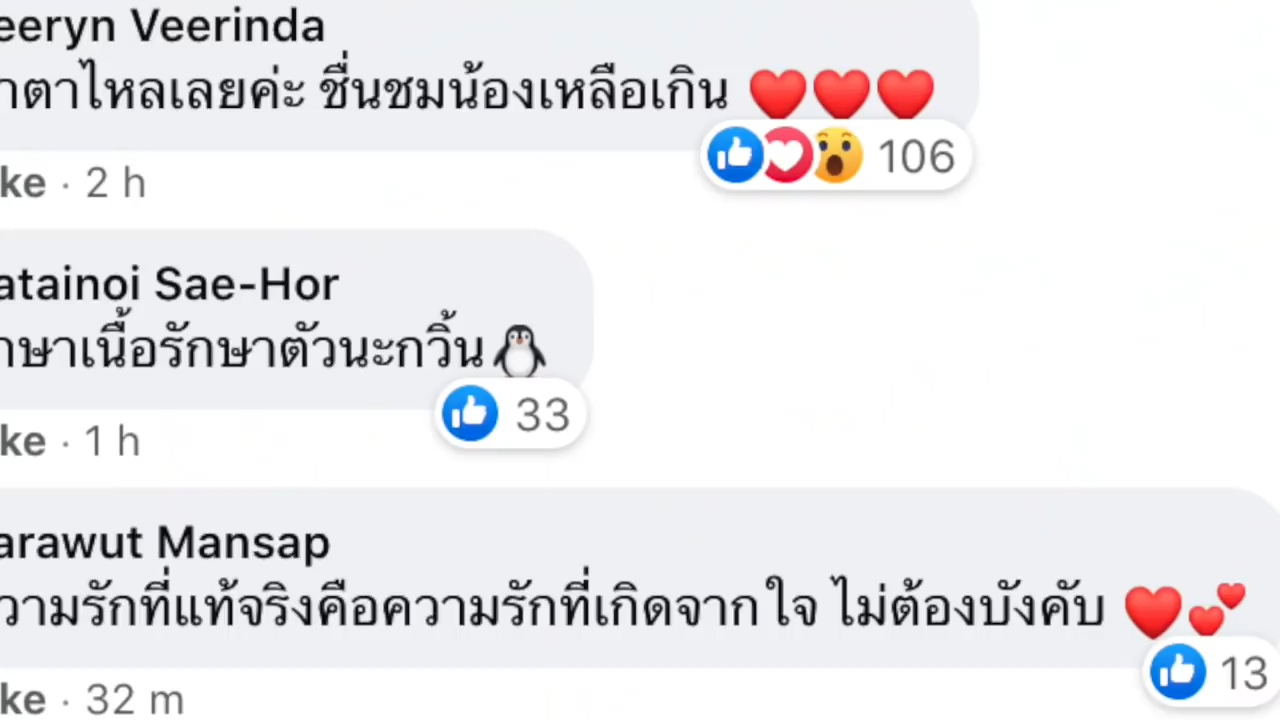 eeryn Veerinda
าตาไหลเลยค่ะ ชื่นชมน้องเหลือเกิน ❤️❤️❤️
106
ke · 2 h
atainoi Sae-Hor
าษาเนื้อรักษาตัวนะกวิ้น🐧
33
ke · 1 h
arawut Mansap
วามรักที่แท้จริงคือความรักที่เกิดจากใจ ไม่ต้องบังคับ ❤️💕
13
ke · 32 m